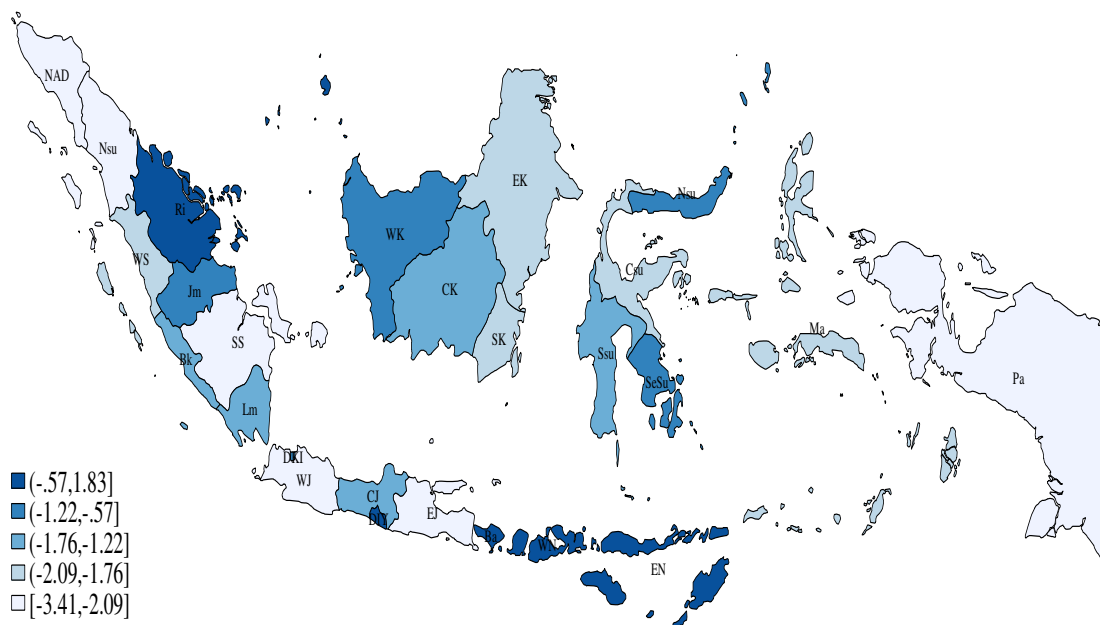 NAD
Nsu
Ri
WS
Jm
SS
Bk
Lm
EK
WK
CK
SK
Nsu
Csu
Ssu
SeSu
Ma
Pa
DKI
WJ
CJ
DIY
EJ
Ba
WN
EN
(-.57,1.83]
(-1.22,-.57]
(-1.76,-1.22]
(-2.09,-1.76]
[-3.41,-2.09]